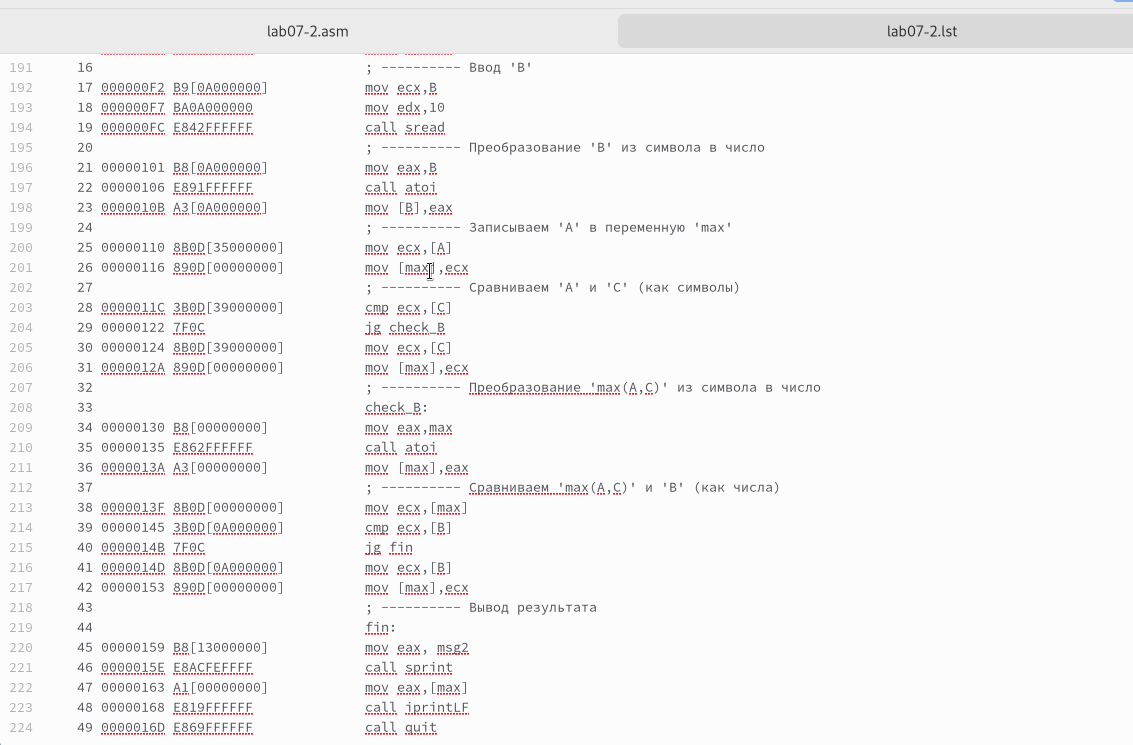 lab07-2.asm lab07-2.lst
191 16 ; ---------- Ввод 'B'
192 17 000000F2 B9[0A000000] mov ecx,B
193 18 000000F7 BA0A000000 mov edx,10
194 19 000000FC E842FFFFFF call sread
195 20 ; ---------- Преобразование 'B' из символа в число
196 21 00000101 B8[0A000000] mov eax,B
197 22 00000106 E891FFFFFF call atoi
198 23 0000010B A3[0A000000] mov [B],eax
199 24 ; ---------- Записываем 'A' в переменную 'max'
200 25 00000110 8B0D[35000000] mov ecx,[A]
201 26 00000116 890D[00000000] mov [max],ecx
202 27 ; ---------- Сравниваем 'A' и 'C' (как символы)
203 28 0000011C 3B0D[39000000] cmp ecx,[C]
204 29 00000122 7F0C jg check_B
205 30 00000124 8B0D[39000000] mov ecx,[C]
206 31 0000012A 890D[00000000] mov [max],ecx
207 32 ; ---------- Преобразование 'max(A,C)' из символа в число
208 33 check_B:
209 34 00000130 B8[00000000] mov eax,max
210 35 00000135 E862FFFFFF call atoi
211 36 0000013A A3[00000000] mov [max],eax
212 37 ; ---------- Сравниваем 'max(A,C)' и 'B' (как числа)
213 38 0000013F 8B0D[00000000] mov ecx,[max]
214 39 00000145 3B0D[0A000000] cmp ecx,[B]
215 40 0000014B 7F0C jg fin
216 41 0000014D 8B0D[0A000000] mov ecx,[B]
217 42 00000153 890D[00000000] mov [max],ecx
218 43 ; ---------- Вывод результата
219 44 fin:
220 45 00000159 B8[13000000] mov eax, msg2
221 46 0000015E E8ACFEFFFF call sprint
222 47 00000163 A1[00000000] mov eax,[max]
223 48 00000168 E819FFFFFF call iprintLF
224 49 0000016D E869FFFFFF call quit